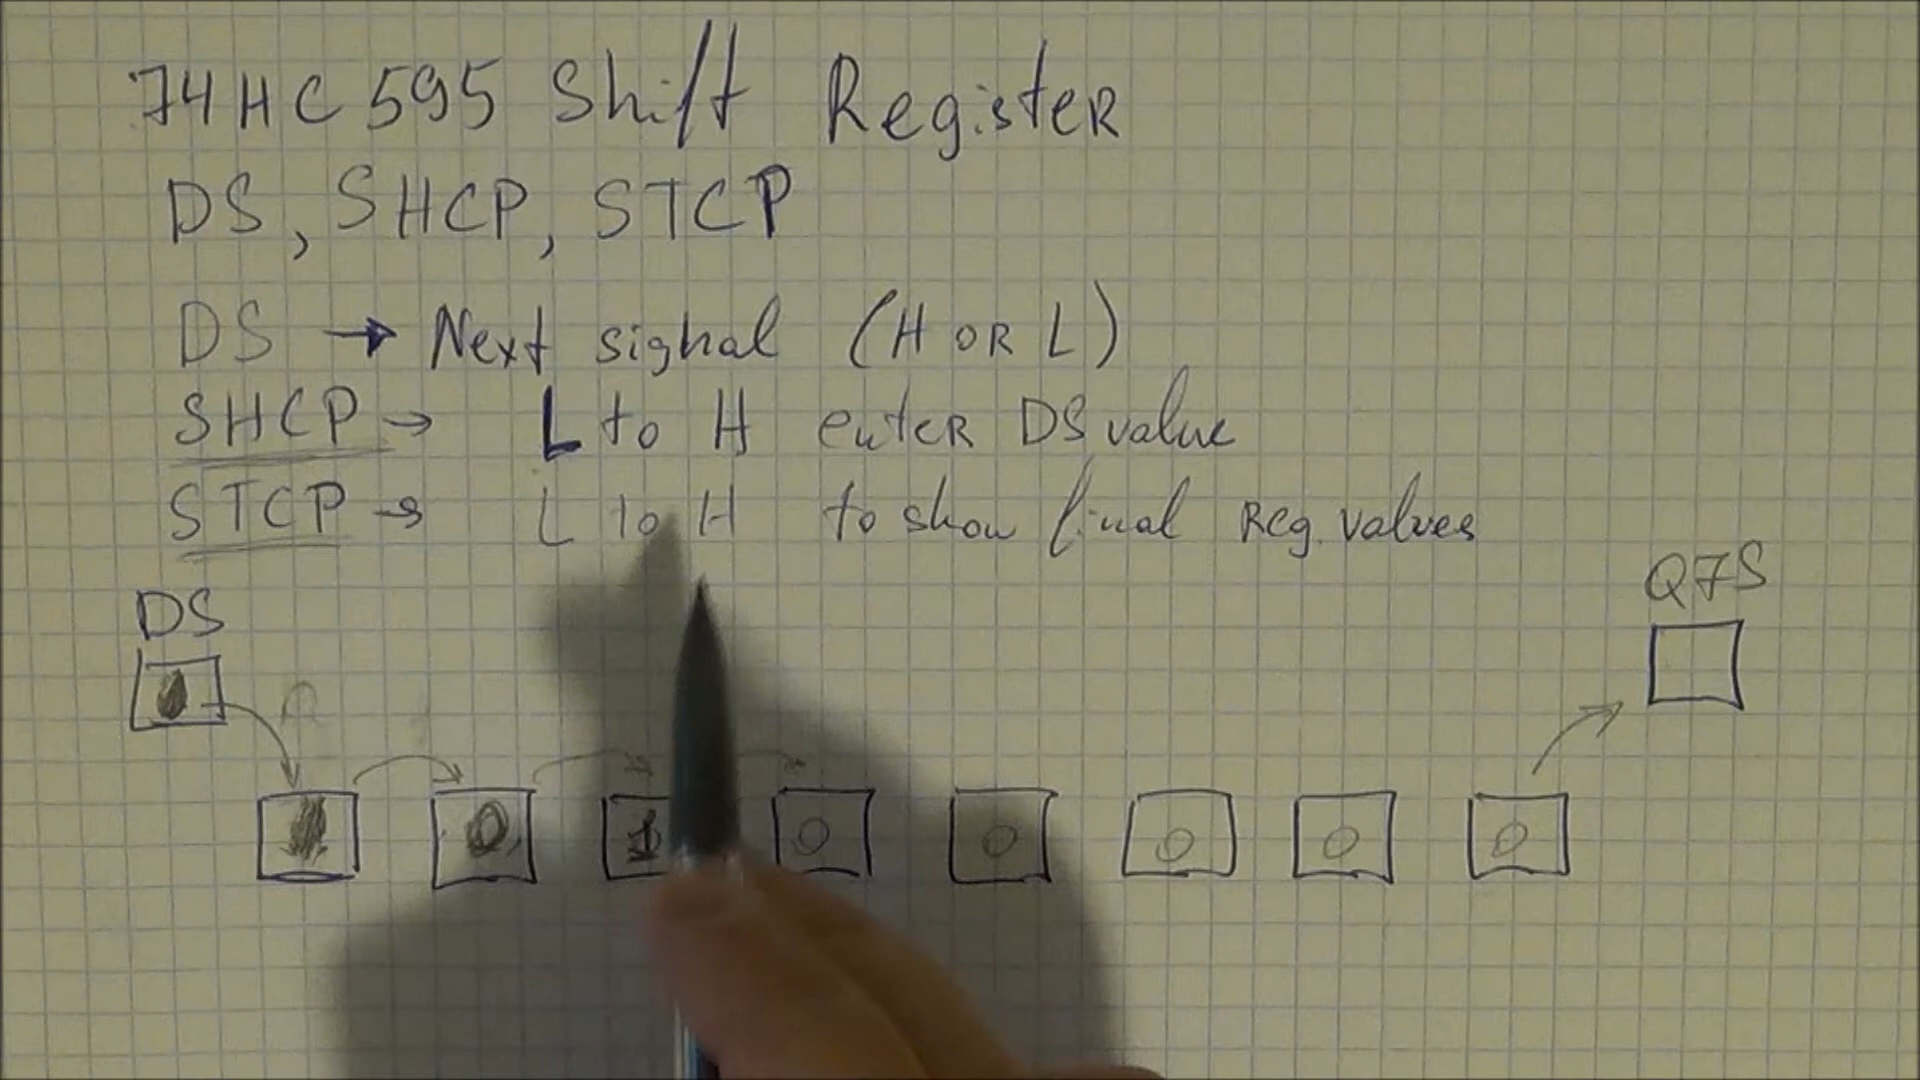 74HC595 Shift Register
DS, SHCP, STCP
DS → Next signal (H OR L)
SHCP → L to H enter DS value
STCP → L to H to show final Reg. values
Q7S
DS
0 1 0 0 0 0 0